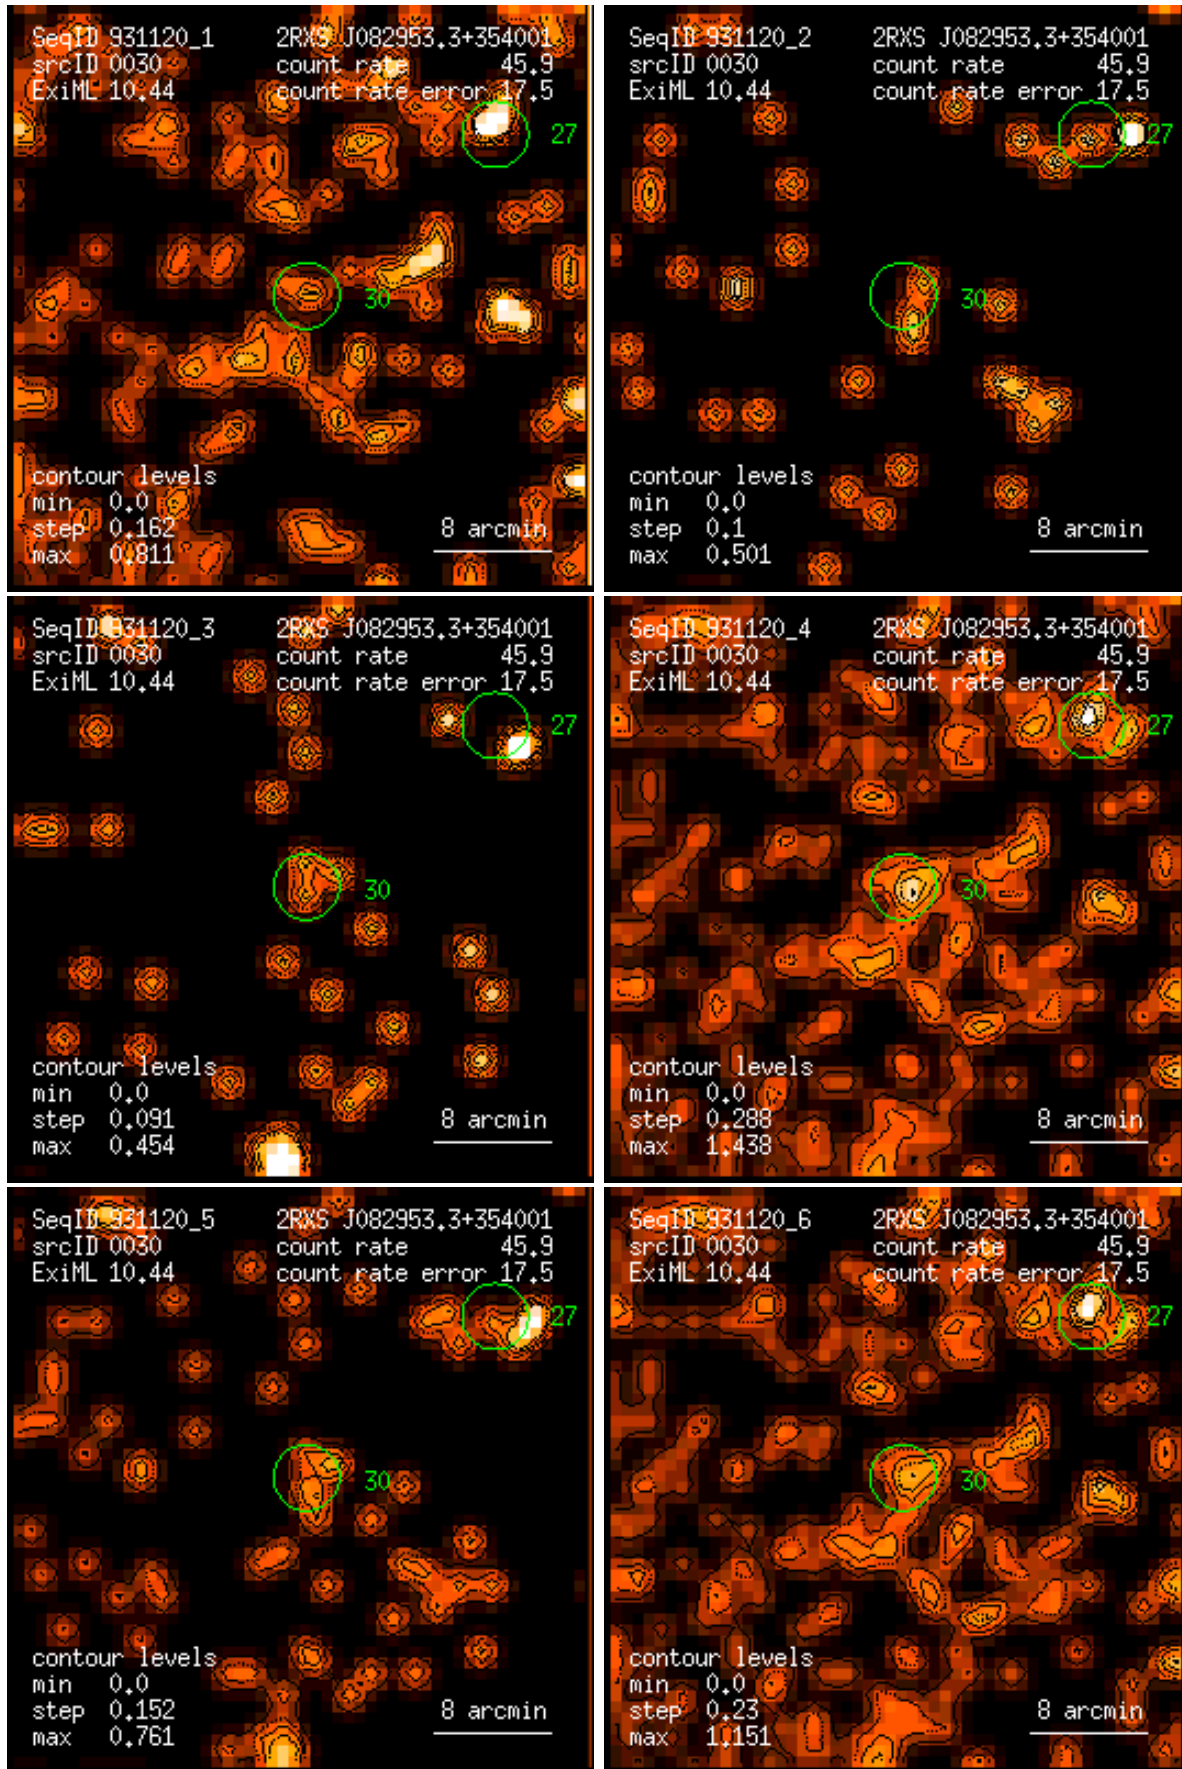 SeqID 931120_1 2RXS J082953.3+354001
srcID 0030 count rate 45.9
ExiML 10.44 count rate error 17.5
27
30
contour levels
min 0.0
step 0.162 8 arcmin
max 0.811
SeqID 931120_2 2RXS J082953.3+354001
srcID 0030 count rate 45.9
ExiML 10.44 count rate error 17.5
27
30
contour levels
min 0.0
step 0.1 8 arcmin
max 0.501
SeqID 931120_3 2RXS J082953.3+354001
srcID 0030 count rate 45.9
ExiML 10.44 count rate error 17.5
27
30
contour levels
min 0.0
step 0.091 8 arcmin
max 0.454
SeqID 931120_4 2RXS J082953.3+354001
srcID 0030 count rate 45.9
ExiML 10.44 count rate error 17.5
27
30
contour levels
min 0.0
step 0.288 8 arcmin
max 1.438
SeqID 931120_5 2RXS J082953.3+354001
srcID 0030 count rate 45.9
ExiML 10.44 count rate error 17.5
27
30
contour levels
min 0.0
step 0.152 8 arcmin
max 0.761
SeqID 931120_6 2RXS J082953.3+354001
srcID 0030 count rate 45.9
ExiML 10.44 count rate error 17.5
27
30
contour levels
min 0.0
step 0.23 8 arcmin
max 1.151